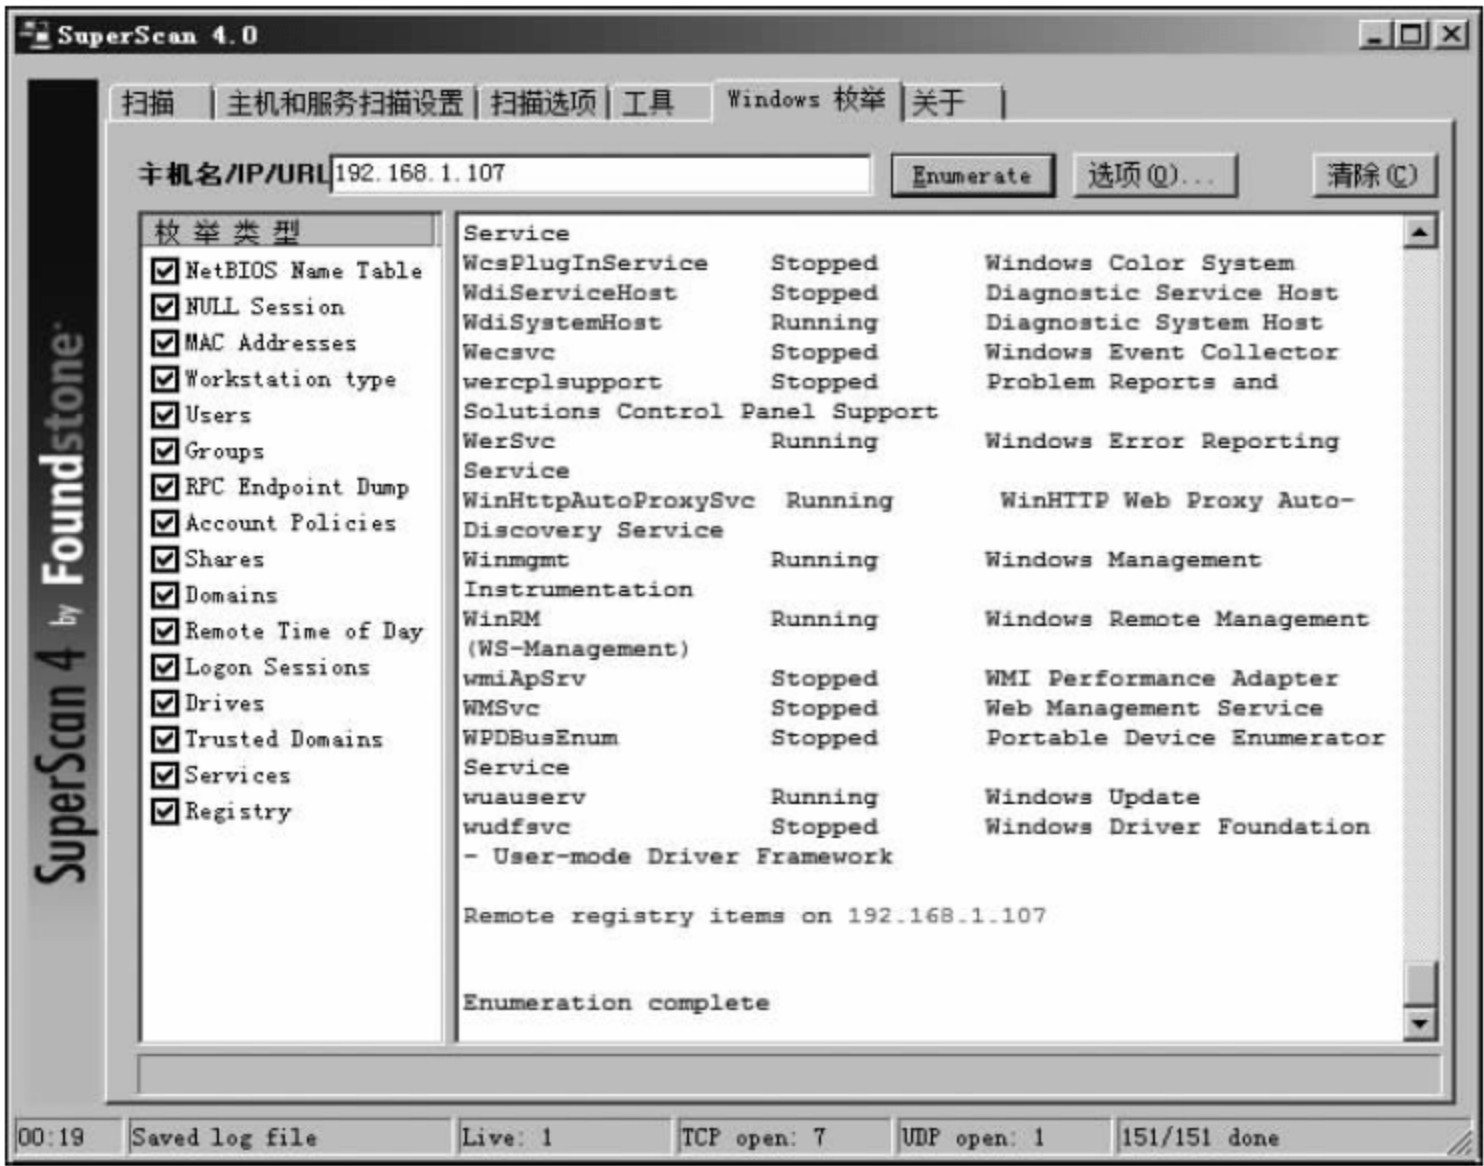 SuperScan 4.0
扫描 主机和服务扫描设置 扫描选项 工具 Windows 枚举 关于
主机名/IP/URL 192.168.1.107 Enumerate 选项(O)... 清除(C)
枚举类型
NetBIOS Name Table
NULL Session
MAC Addresses
Workstation type
Users
Groups
RPC Endpoint Dump
Account Policies
Shares
Domains
Remote Time of Day
Logon Sessions
Drives
Trusted Domains
Services
Registry
Service
WcsPlugInService Stopped Windows Color System
WdiServiceHost Stopped Diagnostic Service Host
WdiSystemHost Running Diagnostic System Host
Wecsvc Stopped Windows Event Collector
wercplsupport Stopped Problem Reports and
Solutions Control Panel Support
WerSvc Running Windows Error Reporting
Service
WinHttpAutoProxySvc Running WinHTTP Web Proxy Auto-
Discovery Service
Winmgmt Running Windows Management
Instrumentation
WinRM Running Windows Remote Management
(WS-Management)
wmiApSrv Stopped WMI Performance Adapter
WMSvc Stopped Web Management Service
WPDBusEnum Stopped Portable Device Enumerator
Service
wuauserv Running Windows Update
wudfsvc Stopped Windows Driver Foundation
- User-mode Driver Framework
Remote registry items on 192.168.1.107
Enumeration complete
SuperScan 4 by Foundstone
00:19 Saved log file Live: 1 TCP open: 7 UDP open: 1 151/151 done